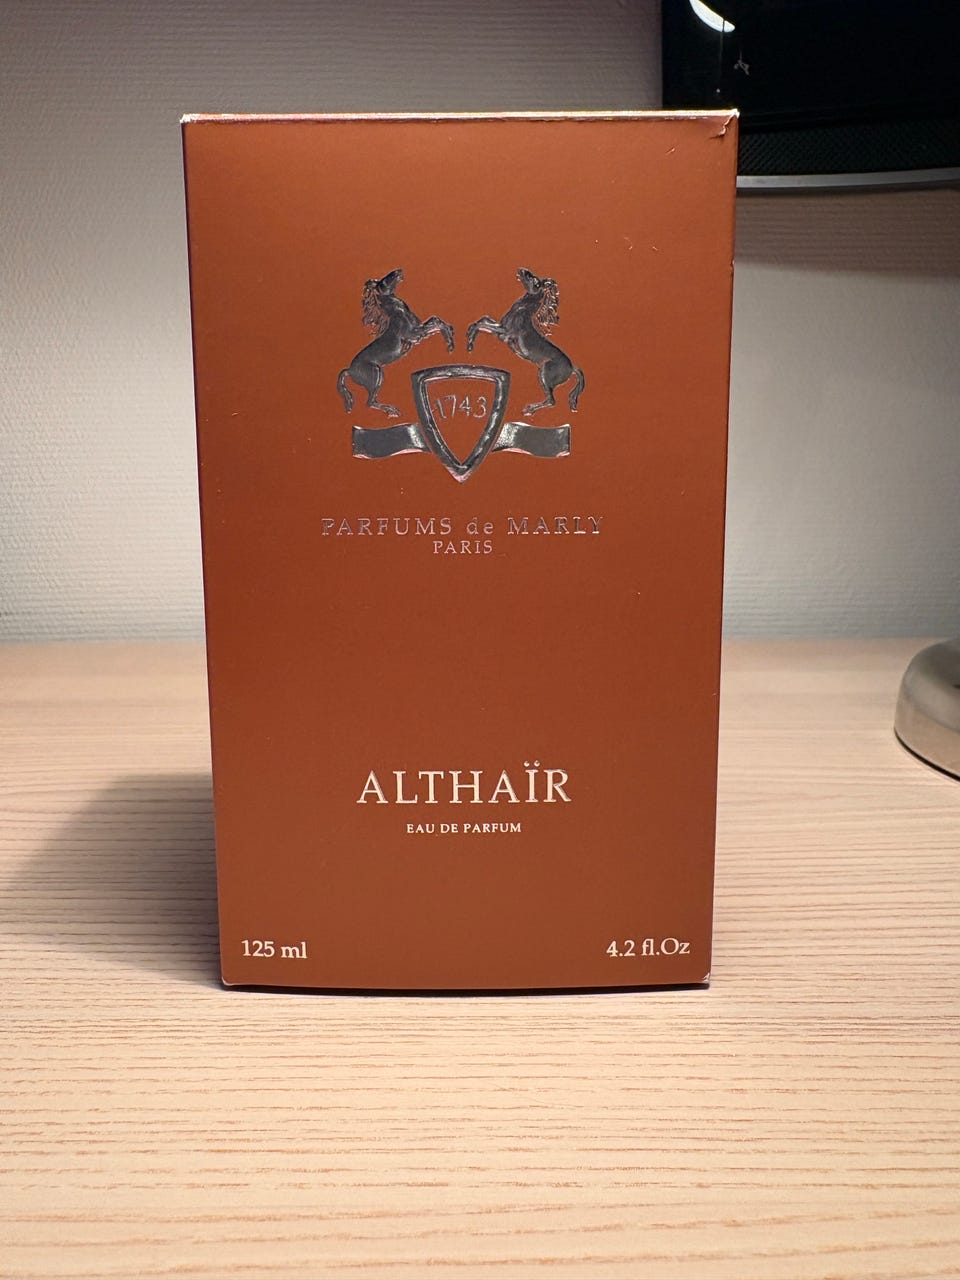 1743
PARFUMS de MARLY
PARIS
ALTHAÏR
EAU DE PARFUM
125 ml
4.2 fl.Oz